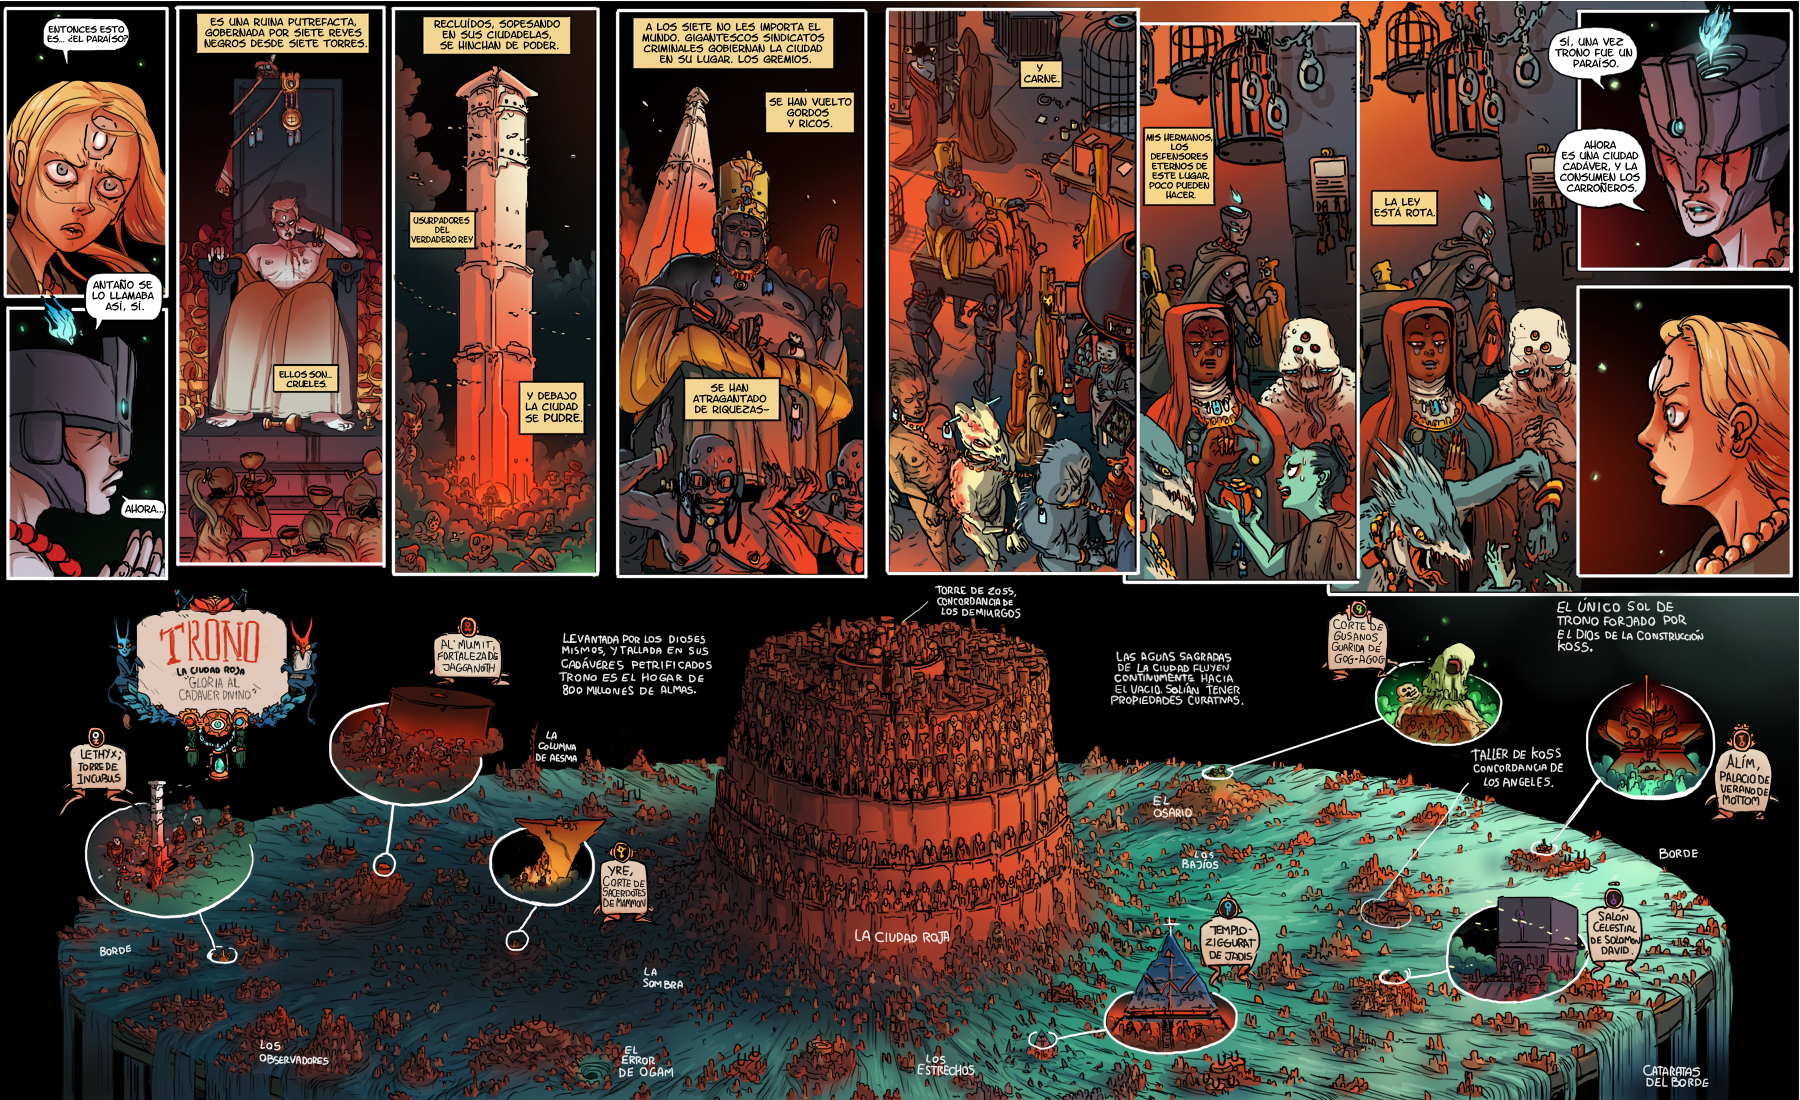 ENTONCES ESTO
ES... ¿EL PARAÍSO?
ANTAÑO SE
LO LLAMABA
ASÍ, SÍ.
AHORA...
ES UNA RUINA PUTREFACTA,
GOBERNADA POR SIETE REYES
NEGROS DESDE SIETE TORRES.
ELLOS SON...
CRUELES.
RECLUÍDOS, SOPESANDO
EN SUS CIUDADELAS,
SE HINCHAN DE PODER.
USURPADORES
DEL
VERDADERO REY
Y DEBAJO
LA CIUDAD
SE PUDRE.
A LOS SIETE NO LES IMPORTA EL
MUNDO. GIGANTESCOS SINDICATOS
CRIMINALES GOBIERNAN LA CIUDAD
EN SU LUGAR. LOS GREMIOS.
SE HAN VUELTO
GORDOS
Y RICOS.
SE HAN
ATRAGANTADO
DE RIQUEZAS-
Y
CARNE.
MIS HERMANOS,
LOS
DEFENSORES
ETERNOS DE
ESTE LUGAR,
POCO PUEDEN
HACER.
LA LEY
ESTÁ ROTA.
SÍ, UNA VEZ
TRONO FUE UN
PARAÍSO.
AHORA
ES UNA CIUDAD
CADÁVER, Y LA
CONSUMEN LOS
CARROÑEROS.
TRONO
LA CIUDAD ROJA
"GLORIA AL
CADAVER DIVINO"
LETHYX;
TORRE DE
INCUBUS
AL'MUMIT,
FORTALEZA DE
JAGGANOTH
LA
COLUMNA
DE AESMA
LEVANTADA POR LOS DIOSES
MISMOS, Y TALLADA EN SUS
CADÁVERES PETRIFICADOS
TRONO ES EL HOGAR DE
800 MILLONES DE ALMAS.
YRE,
CORTE DE
SACERDOTES
DE MAMMON
TORRE DE ZOSS,
CONCORDANCIA DE
LOS DEMIURGOS
LAS AGUAS SAGRADAS
DE LA CIUDAD FLUYEN
CONTINUMENTE HACIA
EL VACIO. SOLÍAN TENER
PROPIEDADES CURATIVAS.
CORTE DE
GUSANOS,
GUARIDA DE
GOG-AGOG
EL ÚNICO SOL DE
TRONO FORJADO POR
EL DIOS DE LA CONSTRUCCIÓN
KOSS.
TALLER DE KOSS
CONCORDANCIA DE
LOS ANGELES.
ALÍM,
PALACIO DE
VERANO DE
MOTTOM
EL
OSARIO
LOS
BAJÍOS
BORDE
LA CIUDAD ROJA
TEMPLO-
ZIGGURAT
DE JADIS
SALÓN
CELESTIAL
DE SOLOMON
DAVID.
BORDE
LA
SOMBRA
LOS
OBSERVADORES
EL
ERROR
DE OGAM
LOS
ESTRECHOS
CATARATAS
DEL BORDE